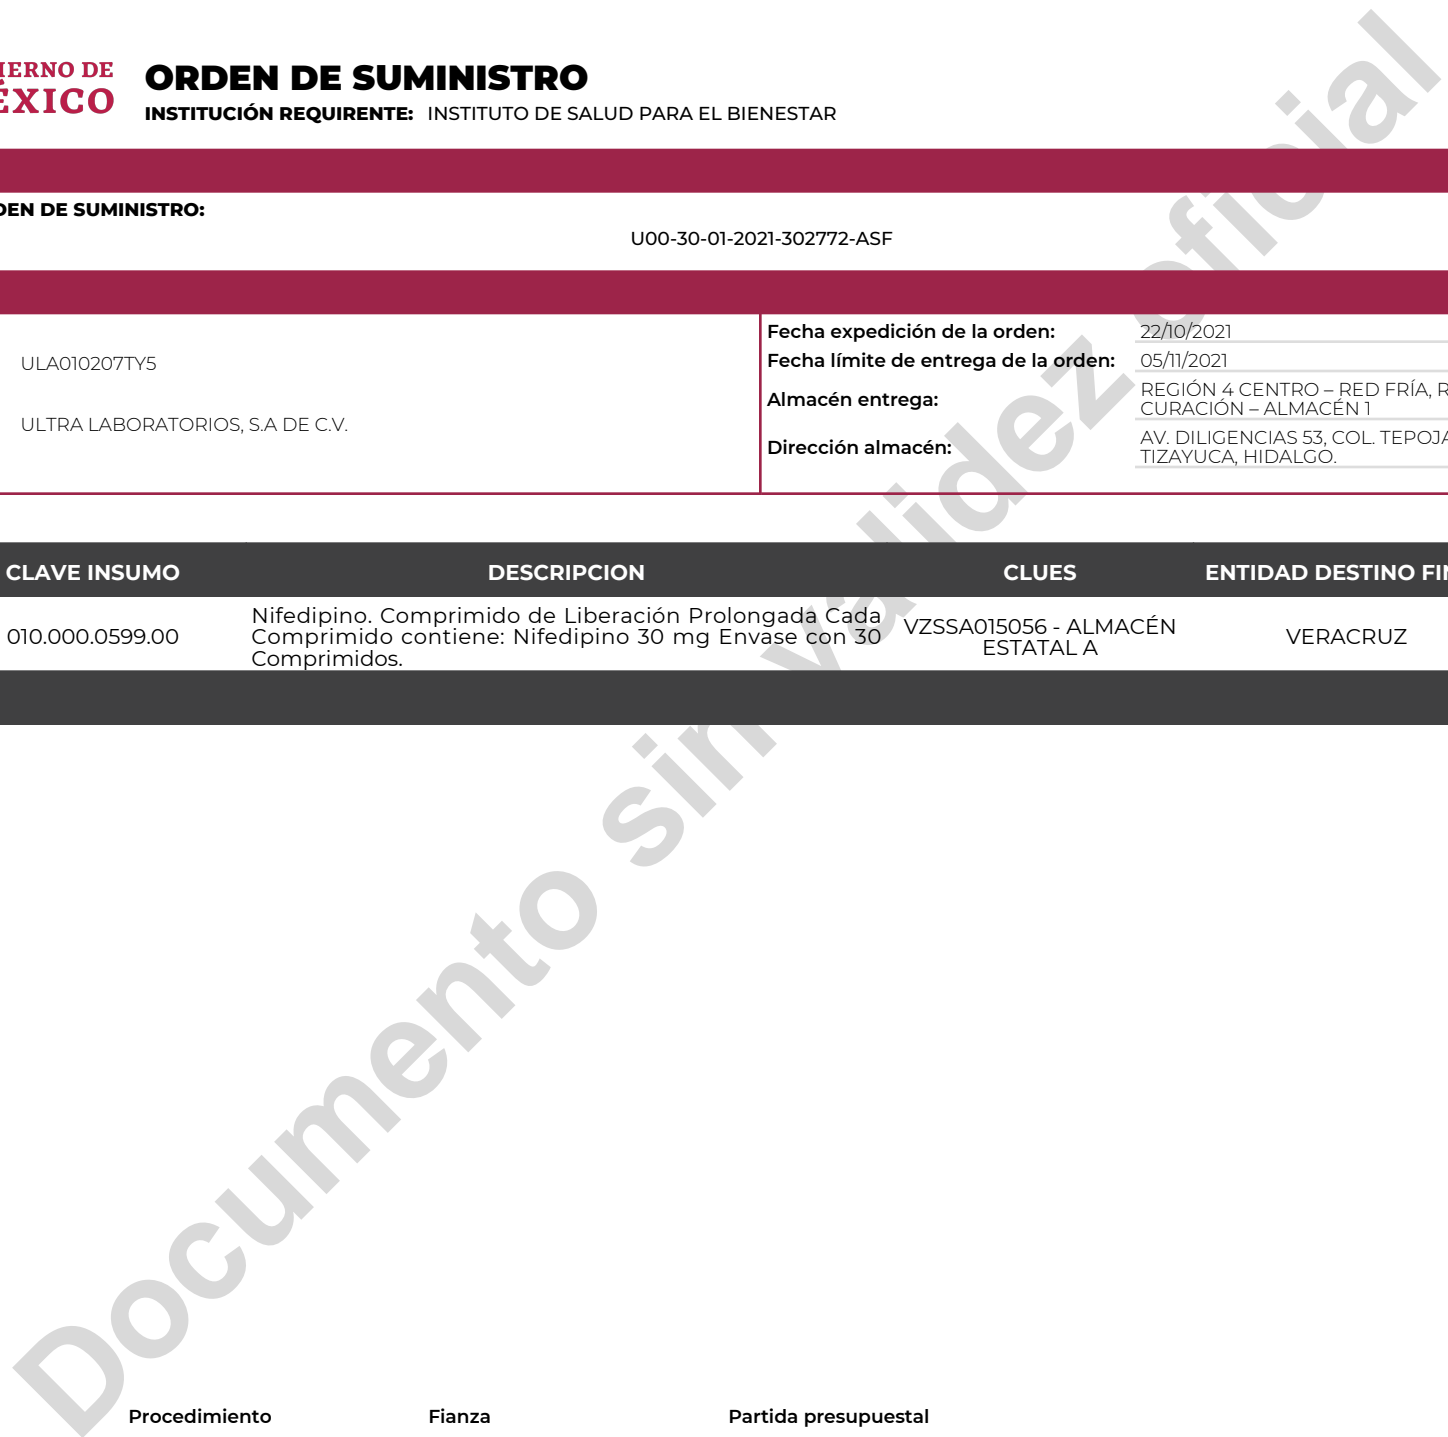 IERNO DE
ÉXICO
ORDEN DE SUMINISTRO
INSTITUCIÓN REQUIRENTE: INSTITUTO DE SALUD PARA EL BIENESTAR
DEN DE SUMINISTRO:
U00-30-01-2021-302772-ASF
ULA010207TY5
ULTRA LABORATORIOS, S.A DE C.V.
Fecha expedición de la orden: 22/10/2021
Fecha límite de entrega de la orden: 05/11/2021
Almacén entrega: REGIÓN 4 CENTRO – RED FRÍA, R
CURACIÓN – ALMACÉN 1
Dirección almacén: AV. DILIGENCIAS 53, COL. TEPOJA
TIZAYUCA, HIDALGO.
CLAVE INSUMO DESCRIPCION CLUES ENTIDAD DESTINO FIN
010.000.0599.00
Nifedipino. Comprimido de Liberación Prolongada Cada
Comprimido contiene: Nifedipino 30 mg Envase con 30
Comprimidos.
VZSSA015056 - ALMACÉN
ESTATAL A
VERACRUZ
Documento sin validez oficial
Procedimiento Fianza Partida presupuestal